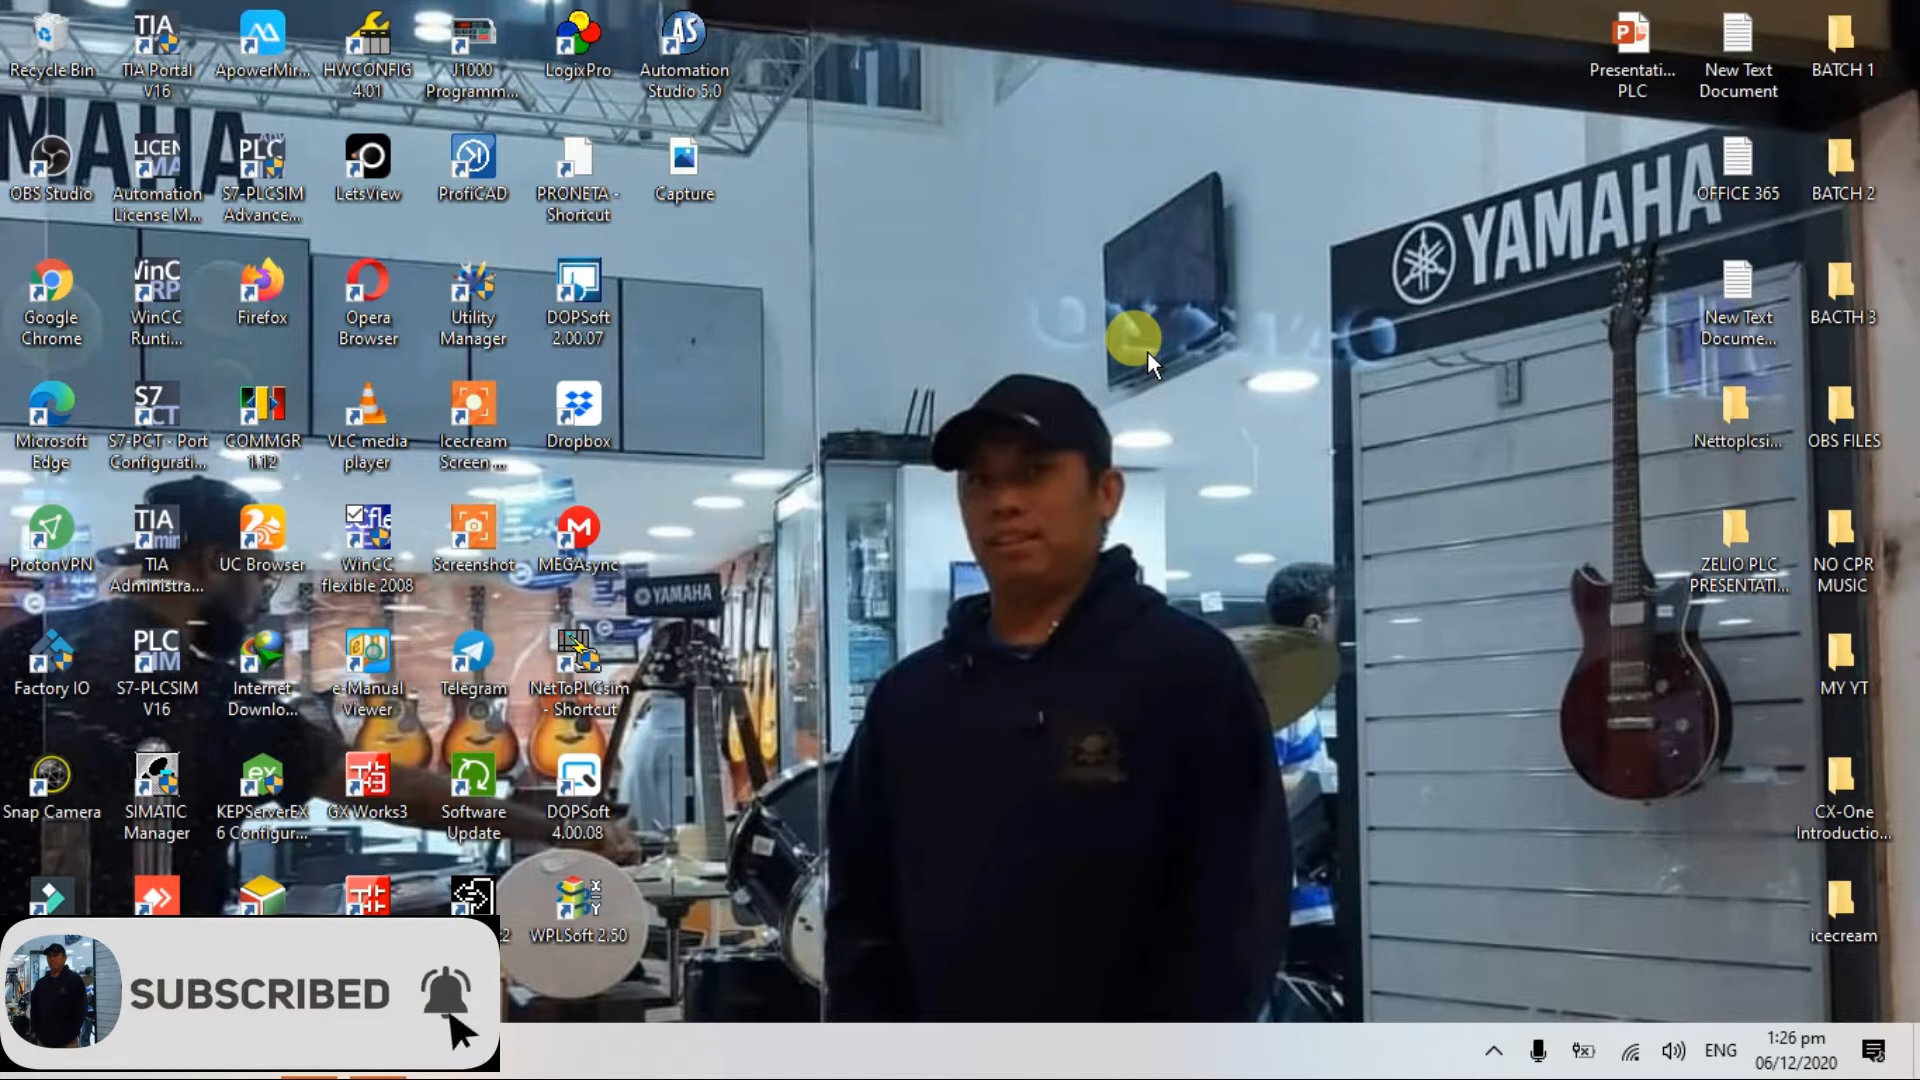 Recycle Bin
TIA Portal
V16
ApowerMir...
HWCONFIG
4.01
J1000
Programm...
LogixPro
Automation
Studio 5.0
Presentati...
PLC
New Text
Document
BATCH 1
OBS Studio
Automation
License M...
S7-PLCSIM
Advance...
LetsView
ProfiCAD
PRONETA -
Shortcut
Capture
OFFICE 365
BATCH 2
YAMAHA
Google
Chrome
WinCC
Runti...
Firefox
Opera
Browser
Utility
Manager
DOPSoft
2.00.07
New Text
Docume...
BACTH 3
Microsoft
Edge
S7-PCT - Port
Configurati...
COMMGR
1.12
VLC media
player
Icecream
Screen ...
Dropbox
Nettoplcsi...
OBS FILES
ProtonVPN
TIA
Administra...
UC Browser
WinCC
flexible 2008
Screenshot
MEGAsync
YAMAHA
ZELIO PLC
PRESENTATI...
NO CPR
MUSIC
Factory IO
S7-PLCSIM
V16
Internet
Downlo...
e-Manual
Viewer
Telegram
NetToPLCsim
- Shortcut
MY YT
Snap Camera
SIMATIC
Manager
KEPServerEX
6 Configur...
GX Works3
Software
Update
DOPSoft
4.00.08
CX-One
Introductio...
WPLSoft 2.50
icecream
SUBSCRIBED
ENG
1:26 pm
06/12/2020